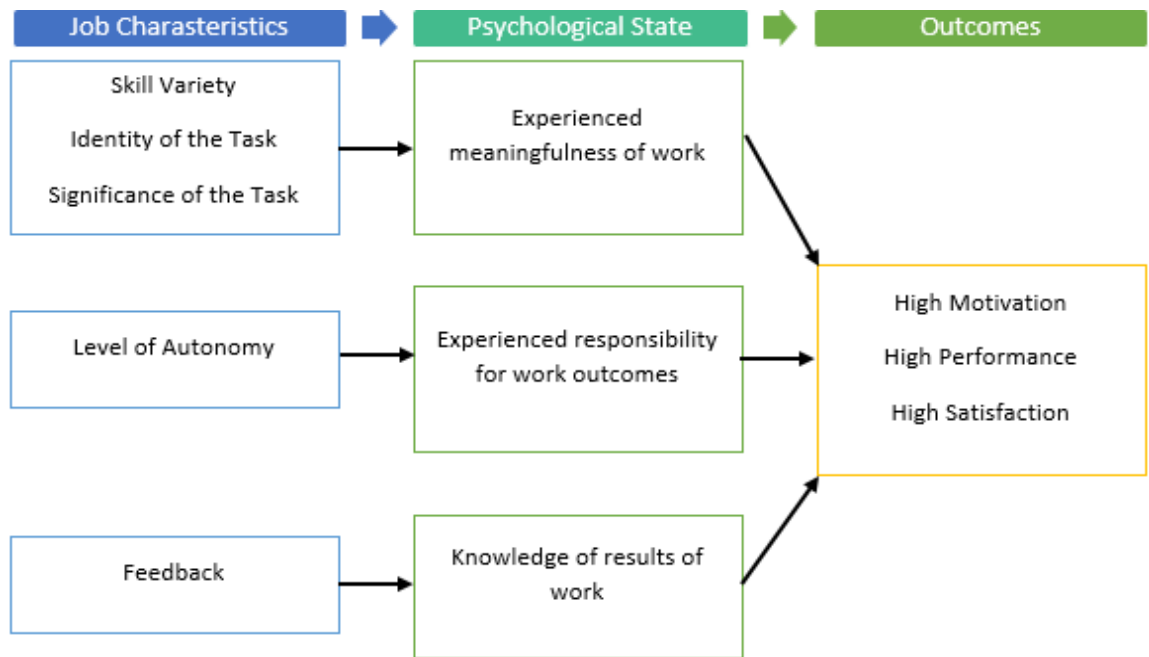 Job Charasteristics
Psychological State
Outcomes
Skill Variety
Identity of the Task
Significance of the Task
Experienced
meaningfulness of work
Level of Autonomy
Experienced responsibility
for work outcomes
High Motivation
High Performance
High Satisfaction
Feedback
Knowledge of results of
work